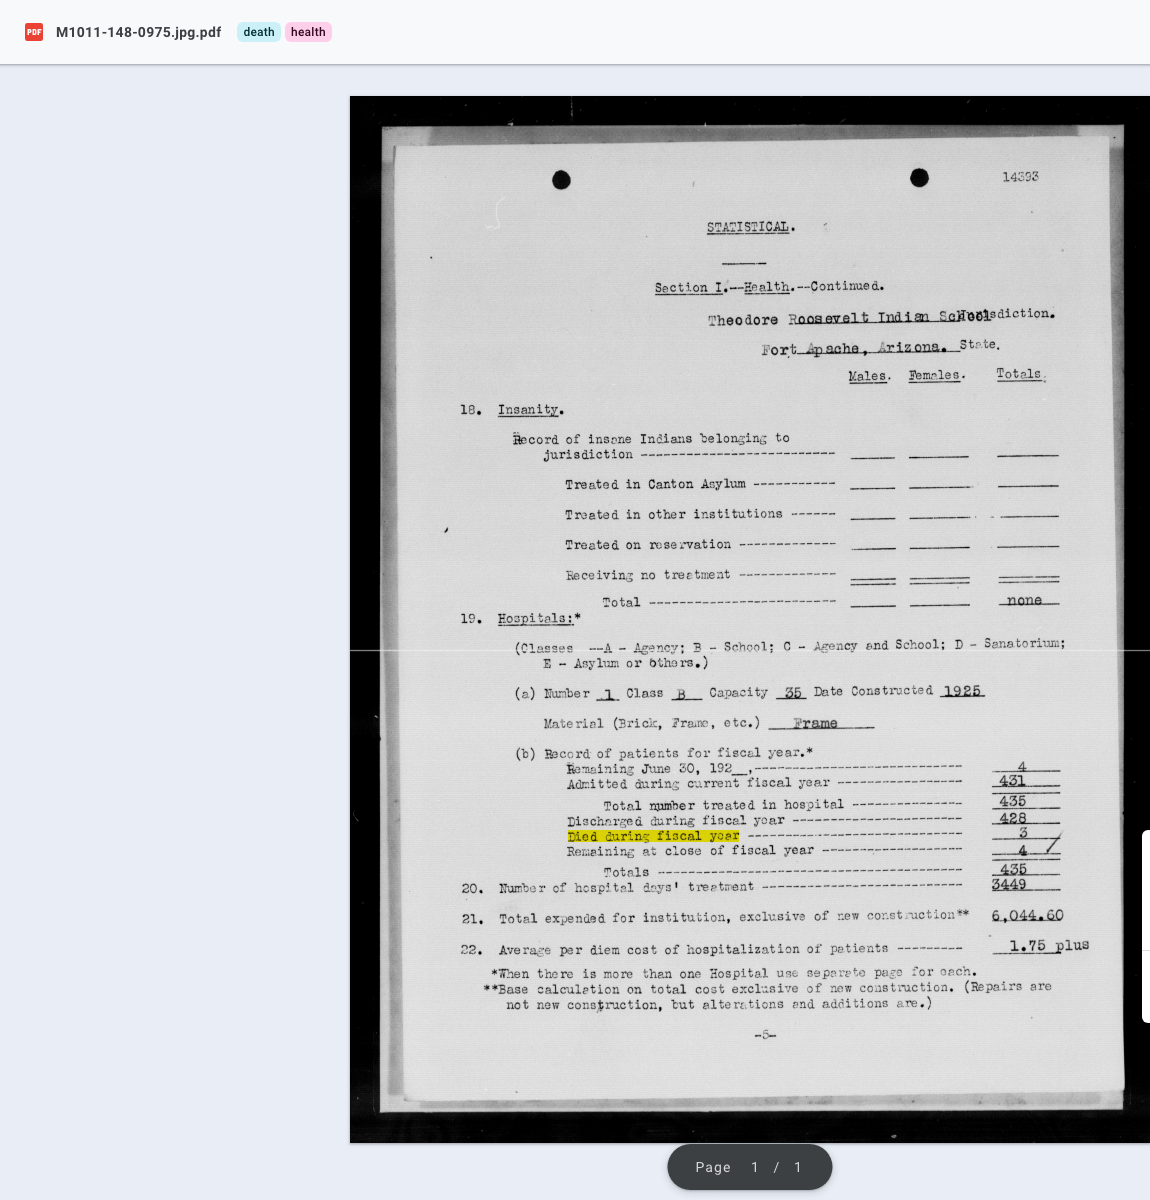 M1011-148-0975.jpg.pdf death health
14393
STATISTICAL.
Section I.--Health.--Continued.
Theodore Roosevelt Indian School Jurisdiction.
Fort Apache, Arizona. State.
Males. Females. Totals.
18. Insanity.
Record of insane Indians belonging to
jurisdiction -------------------------
Treated in Canton Asylum -----------
Treated in other institutions ------
Treated on reservation -------------
Receiving no treatment -------------
Total ------------------------- none
19. Hospitals:*
(Classes --A - Agency; B - School; C - Agency and School; D - Sanatorium;
E - Asylum or others.)
(a) Number 1 Class B Capacity 35 Date Constructed 1925
Material (Brick, Frame, etc.) Frame
(b) Record of patients for fiscal year.*
Remaining June 30, 192__,---------------------------- 4
Admitted during current fiscal year ----------------- 431
Total number treated in hospital --------------- 435
Discharged during fiscal year ----------------------- 428
Died during fiscal year ----------------------------- 3
Remaining at close of fiscal year ------------------- 4
Totals ----------------------------------------- 435
20. Number of hospital days' treatment --------------------------- 3449
21. Total expended for institution, exclusive of new construction** 6,044.60
22. Average per diem cost of hospitalization of patients --------- 1.75 plus
*When there is more than one Hospital use separate page for each.
**Base calculation on total cost exclusive of new construction. (Repairs are
not new construction, but alterations and additions are.)
-5-
Page 1 / 1